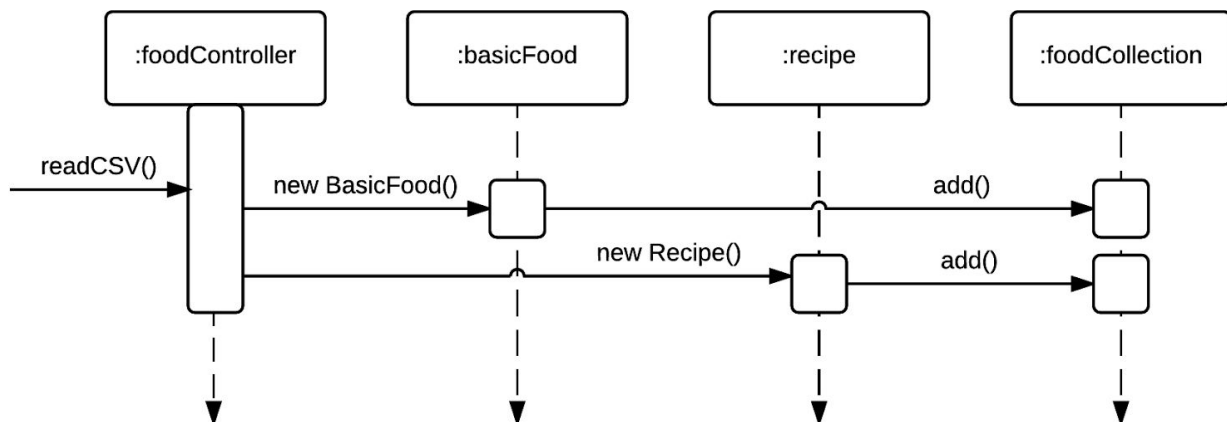 :foodController
:basicFood
:recipe
:foodCollection
readCSV()
new BasicFood()
add()
new Recipe()
add()